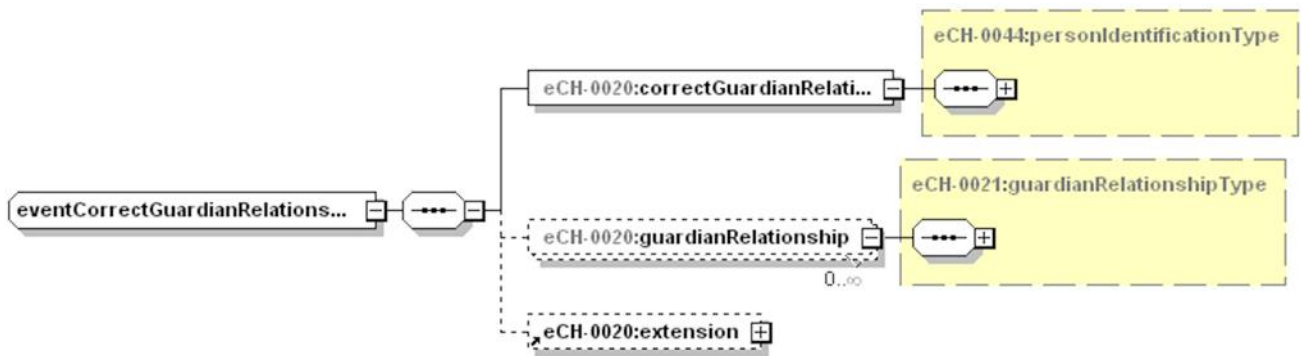 eCH-0044:personIdentificationType
eCH-0020:correctGuardianRelati...
eCH-0021:guardianRelationshipType
eventCorrectGuardianRelations...
eCH-0020:guardianRelationship
0..∞
eCH-0020:extension